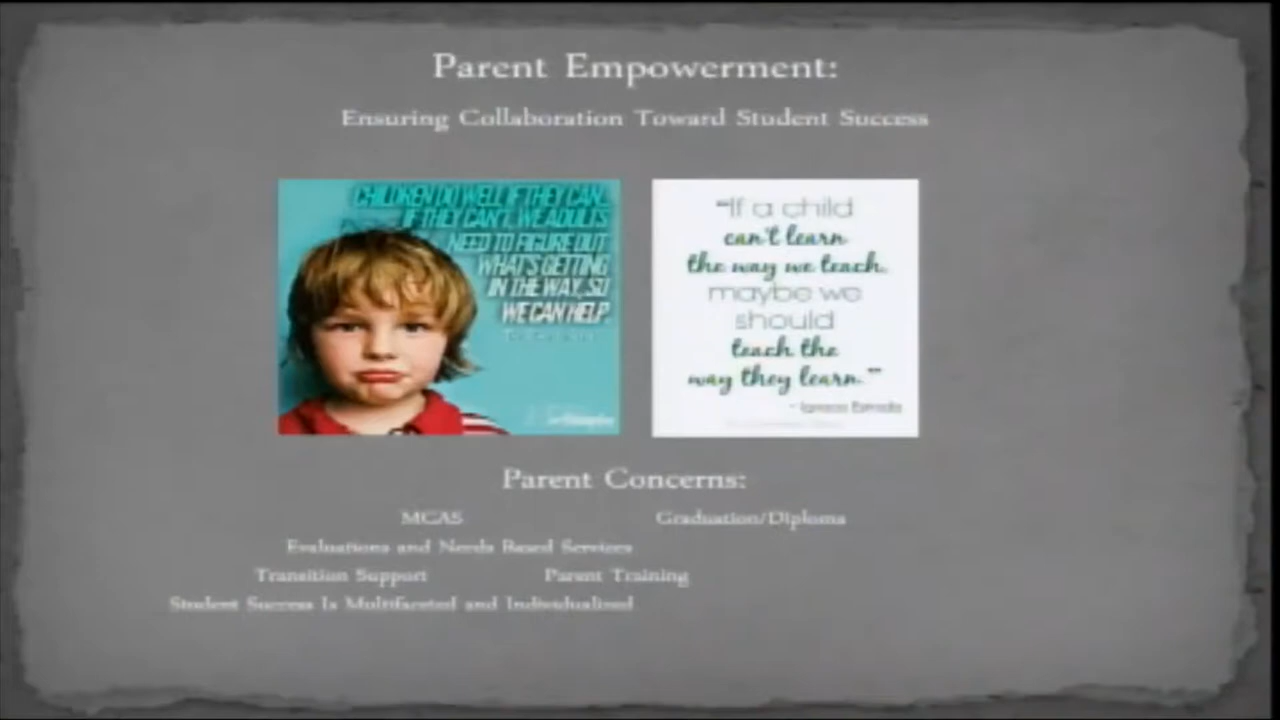 Parent Empowerment:
Ensuring Collaboration Toward Student Success
CHILDREN DO WELL IF THEY CAN.
IF THEY CAN'T, WE ADULTS
NEED TO FIGURE OUT
WHAT'S GETTING
IN THE WAY, SO
WE CAN HELP.
"If a child
can't learn
the way we teach,
maybe we
should
teach the
way they learn."
Parent Concerns:
MCAS Graduation/Diploma
Evaluations and Needs Based Services
Transition Support Parent Training
Student Success Is Multifaceted and Individualized